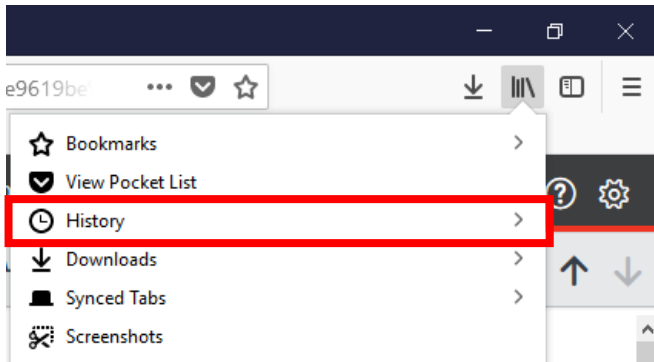 e9619be
Bookmarks
View Pocket List
History
Downloads
Synced Tabs
Screenshots